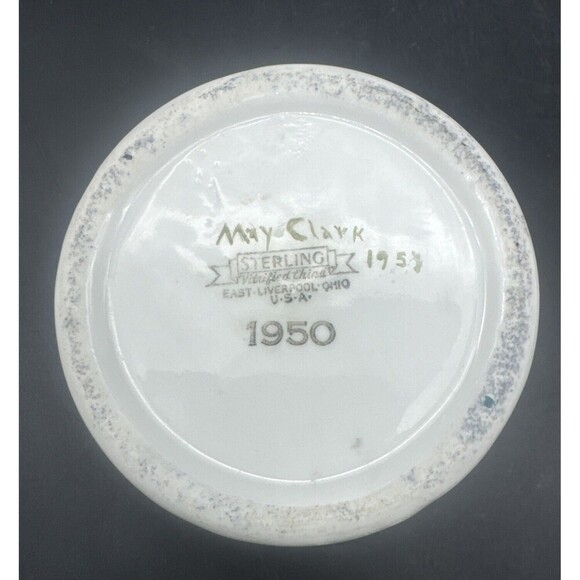 May Clark
STERLING 1953
Vitrified China
EAST·LIVERPOOL·OHIO
U.S.A.
1950